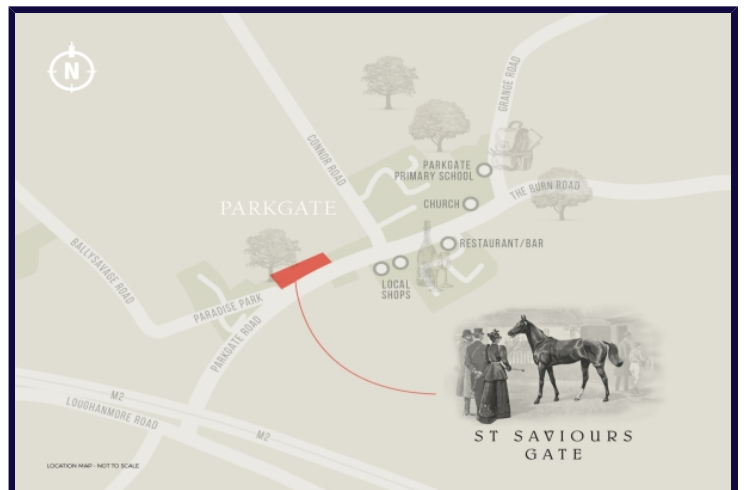 N
GRANGE ROAD
CONNOR ROAD
PARKGATE
PRIMARY SCHOOL
THE BURN ROAD
CHURCH
PARKGATE
RESTAURANT/BAR
BALLYSAVAGE ROAD
LOCAL
SHOPS
PARADISE PARK
PARKGATE ROAD
M2
LOUGHANMORE ROAD
M2
ST SAVIOURS
GATE
LOCATION MAP - NOT TO SCALE